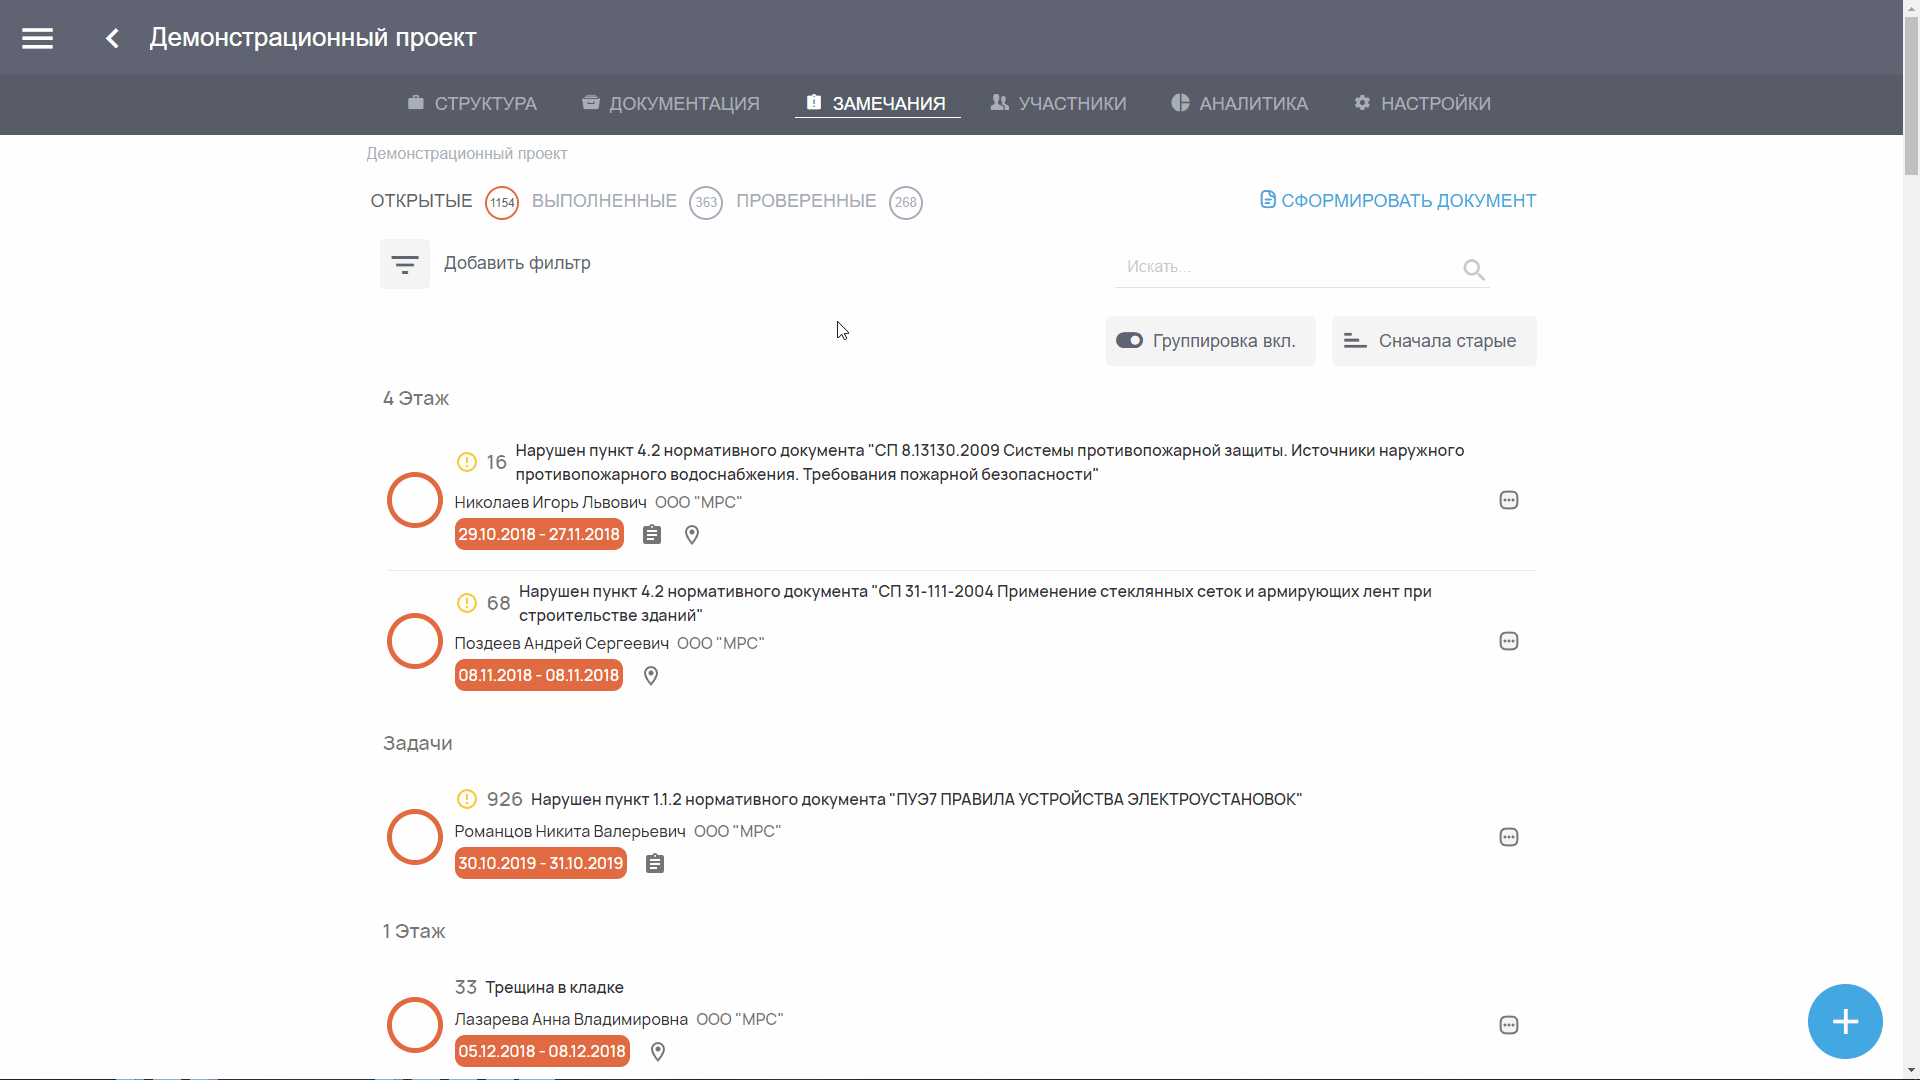 Демонстрационный проект
СТРУКТУРА ДОКУМЕНТАЦИЯ ЗАМЕЧАНИЯ УЧАСТНИКИ АНАЛИТИКА НАСТРОЙКИ
Демонстрационный проект
ОТКРЫТЫЕ 1154 ВЫПОЛНЕННЫЕ 363 ПРОВЕРЕННЫЕ 268 СФОРМИРОВАТЬ ДОКУМЕНТ
Добавить фильтр Искать...
Группировка вкл. Сначала старые
4 Этаж
16 Нарушен пункт 4.2 нормативного документа "СП 8.13130.2009 Системы противопожарной защиты. Источники наружного
противопожарного водоснабжения. Требования пожарной безопасности"
Николаев Игорь Львович ООО "МРС"
29.10.2018 - 27.11.2018
68 Нарушен пункт 4.2 нормативного документа "СП 31-111-2004 Применение стеклянных сеток и армирующих лент при
строительстве зданий"
Поздеев Андрей Сергеевич ООО "МРС"
08.11.2018 - 08.11.2018
Задачи
926 Нарушен пункт 1.1.2 нормативного документа "ПУЭ7 ПРАВИЛА УСТРОЙСТВА ЭЛЕКТРОУСТАНОВОК"
Романцов Никита Валерьевич ООО "МРС"
30.10.2019 - 31.10.2019
1 Этаж
33 Трещина в кладке
Лазарева Анна Владимировна ООО "МРС"
05.12.2018 - 08.12.2018